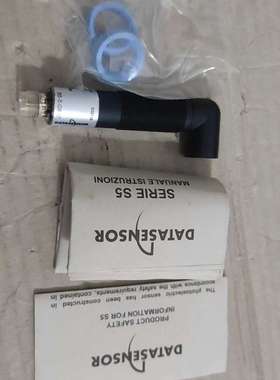 DATASENSOR
SERIE S5
MANUALE ISTRUZIONI
DATASENSOR
PRODUCT SAFETY
INFORMATION FOR S5
The photoelectric sensor has been constructed in
accordance with the safety requirements, contained in